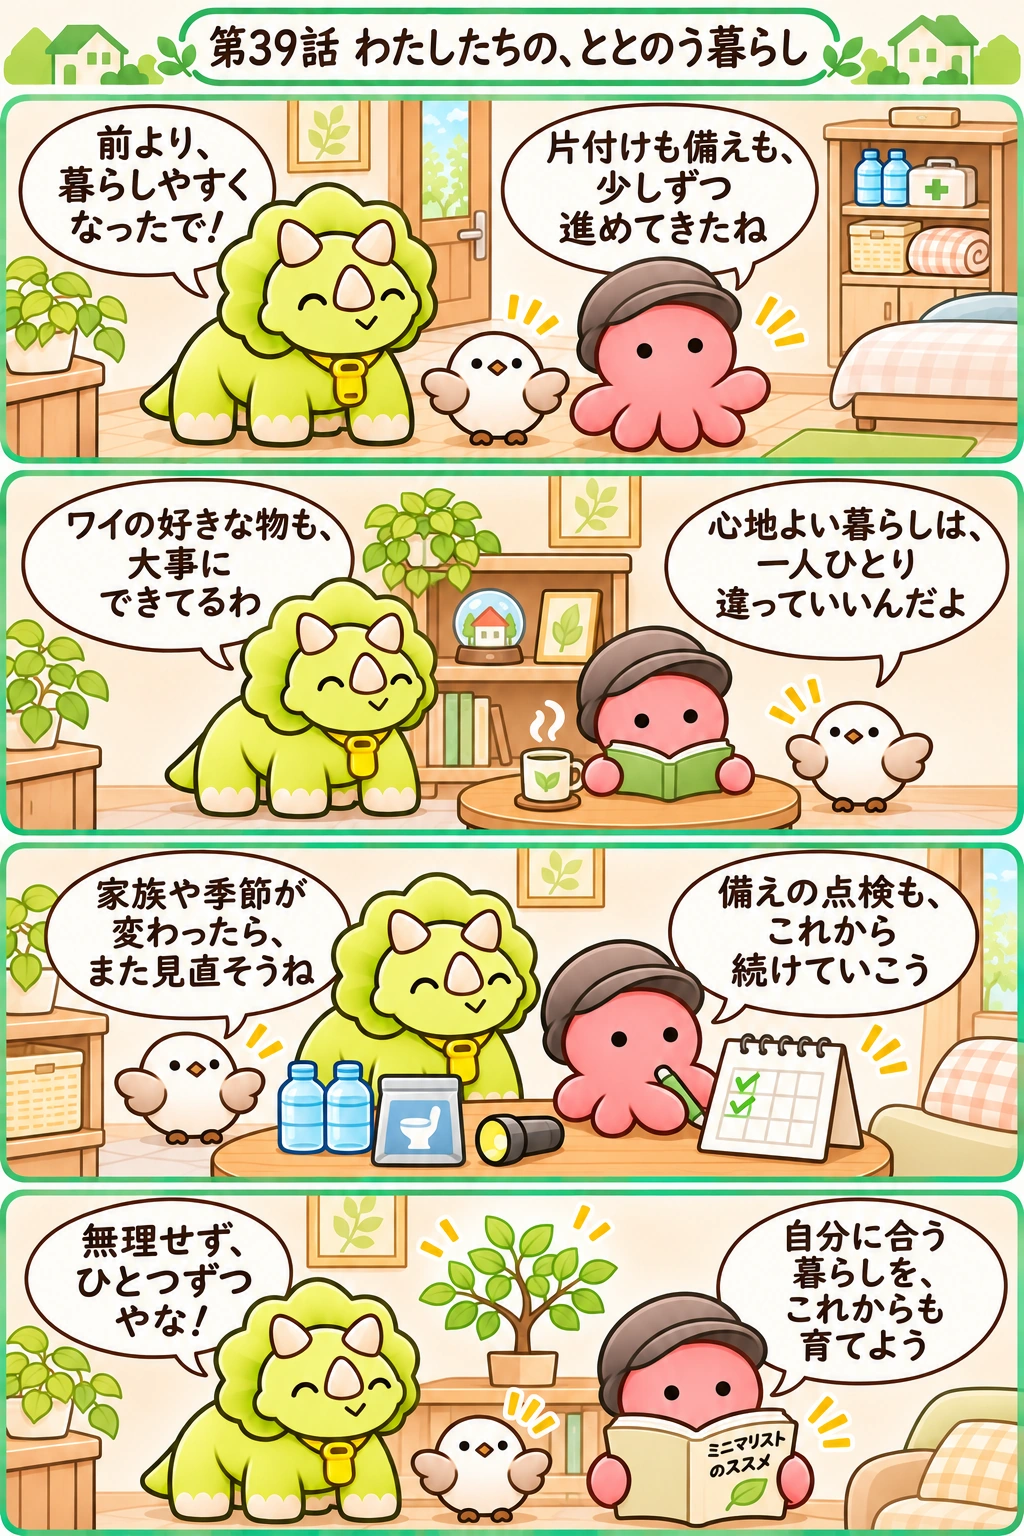 第39話 わたしたちの、ととのう暮らし
前より、
暮らしやすく
なったで!
片付けも備えも、
少しずつ
進めてきたね
ワイの好きな物も、
大事に
できてるわ
心地よい暮らしは、
一人ひとり
違っていいんだよ
家族や季節が
変わったら、
また見直そうね
備えの点検も、
これから
続けていこう
無理せず、
ひとつずつ
やな!
自分に合う
暮らしを、
これからも
育てよう
ミニマリスト
のススメ